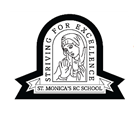 STRIVING FOR EXCELLENCE
ST. MONICA'S RC SCHOOL